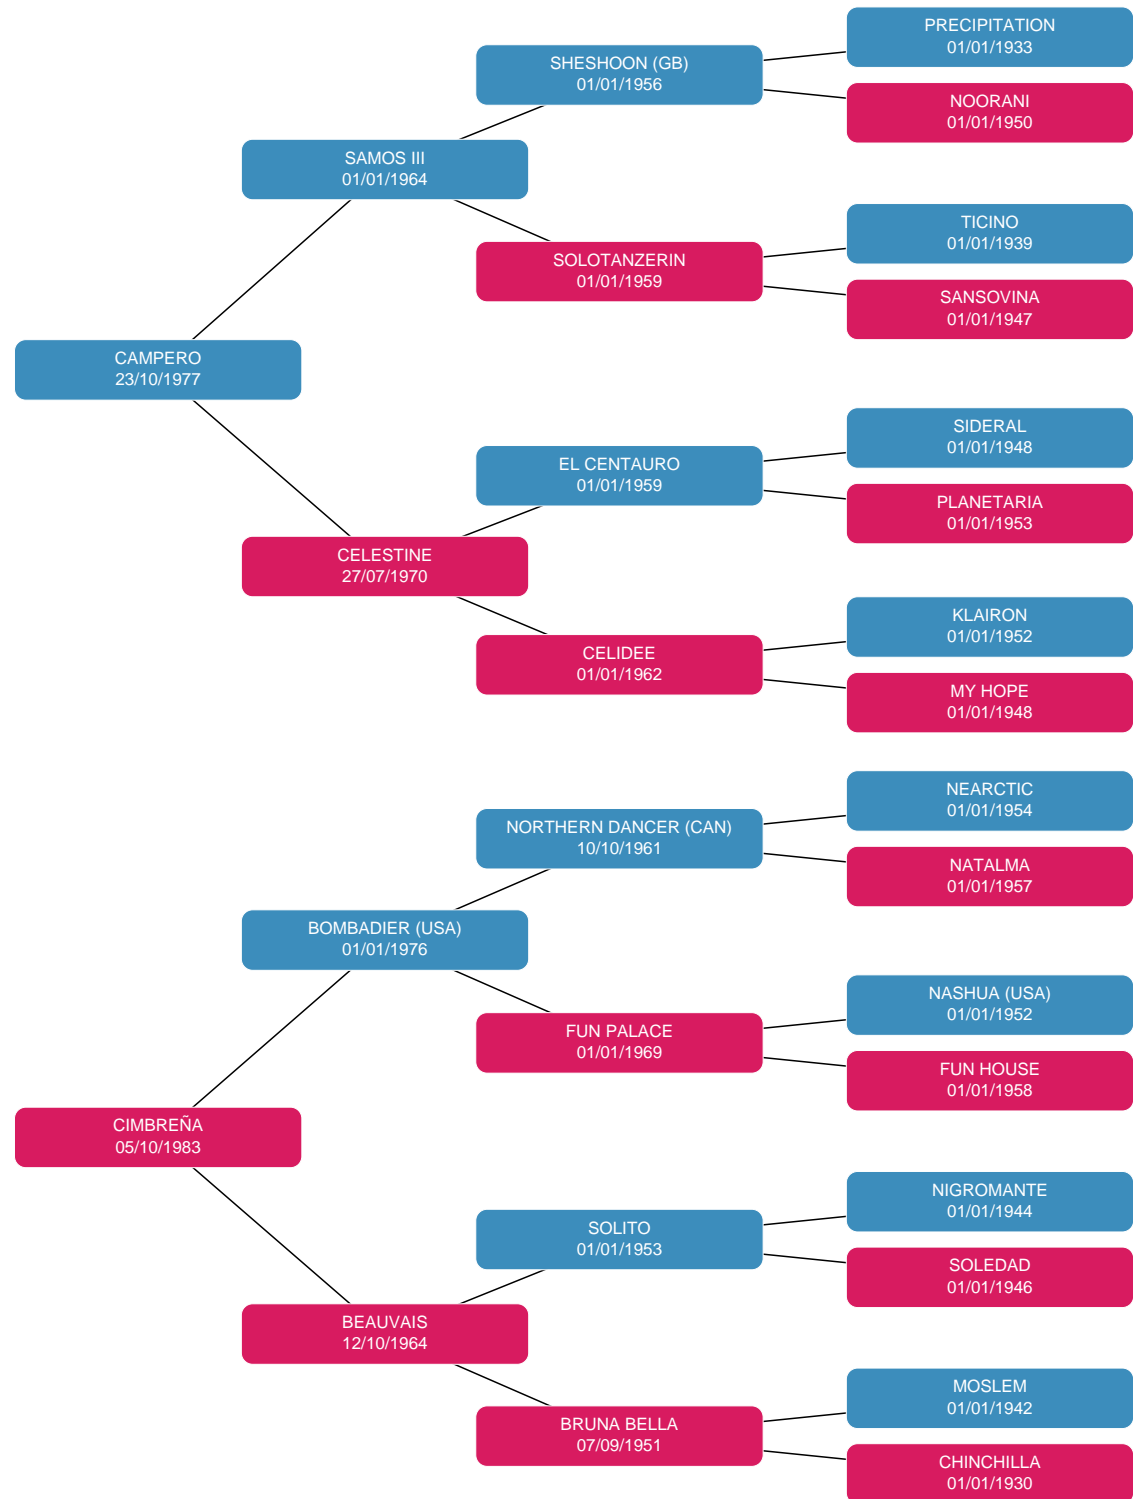 PRECIPITATION
01/01/1933
SHESHOON (GB)
01/01/1956
NOORANI
01/01/1950
SAMOS III
01/01/1964
TICINO
01/01/1939
SOLOTANZERIN
01/01/1959
SANSOVINA
01/01/1947
CAMPERO
23/10/1977
SIDERAL
01/01/1948
EL CENTAURO
01/01/1959
PLANETARIA
01/01/1953
CELESTINE
27/07/1970
KLAIRON
01/01/1952
CELIDEE
01/01/1962
MY HOPE
01/01/1948
NEARCTIC
01/01/1954
NORTHERN DANCER (CAN)
10/10/1961
NATALMA
01/01/1957
BOMBADIER (USA)
01/01/1976
NASHUA (USA)
01/01/1952
FUN PALACE
01/01/1969
FUN HOUSE
01/01/1958
CIMBREÑA
05/10/1983
NIGROMANTE
01/01/1944
SOLITO
01/01/1953
SOLEDAD
01/01/1946
BEAUVAIS
12/10/1964
MOSLEM
01/01/1942
BRUNA BELLA
07/09/1951
CHINCHILLA
01/01/1930